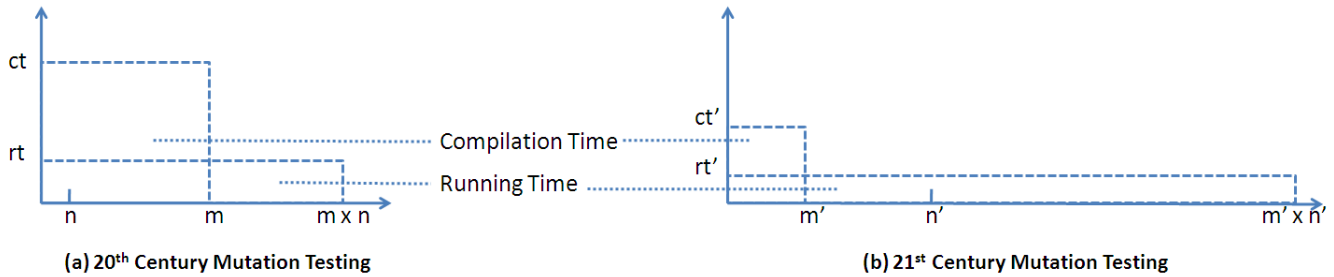 ct
rt
n
m
m x n
Compilation Time
Running Time
ct’
rt’
m’
n’
m’ x n’
(a) 20th Century Mutation Testing
(b) 21st Century Mutation Testing